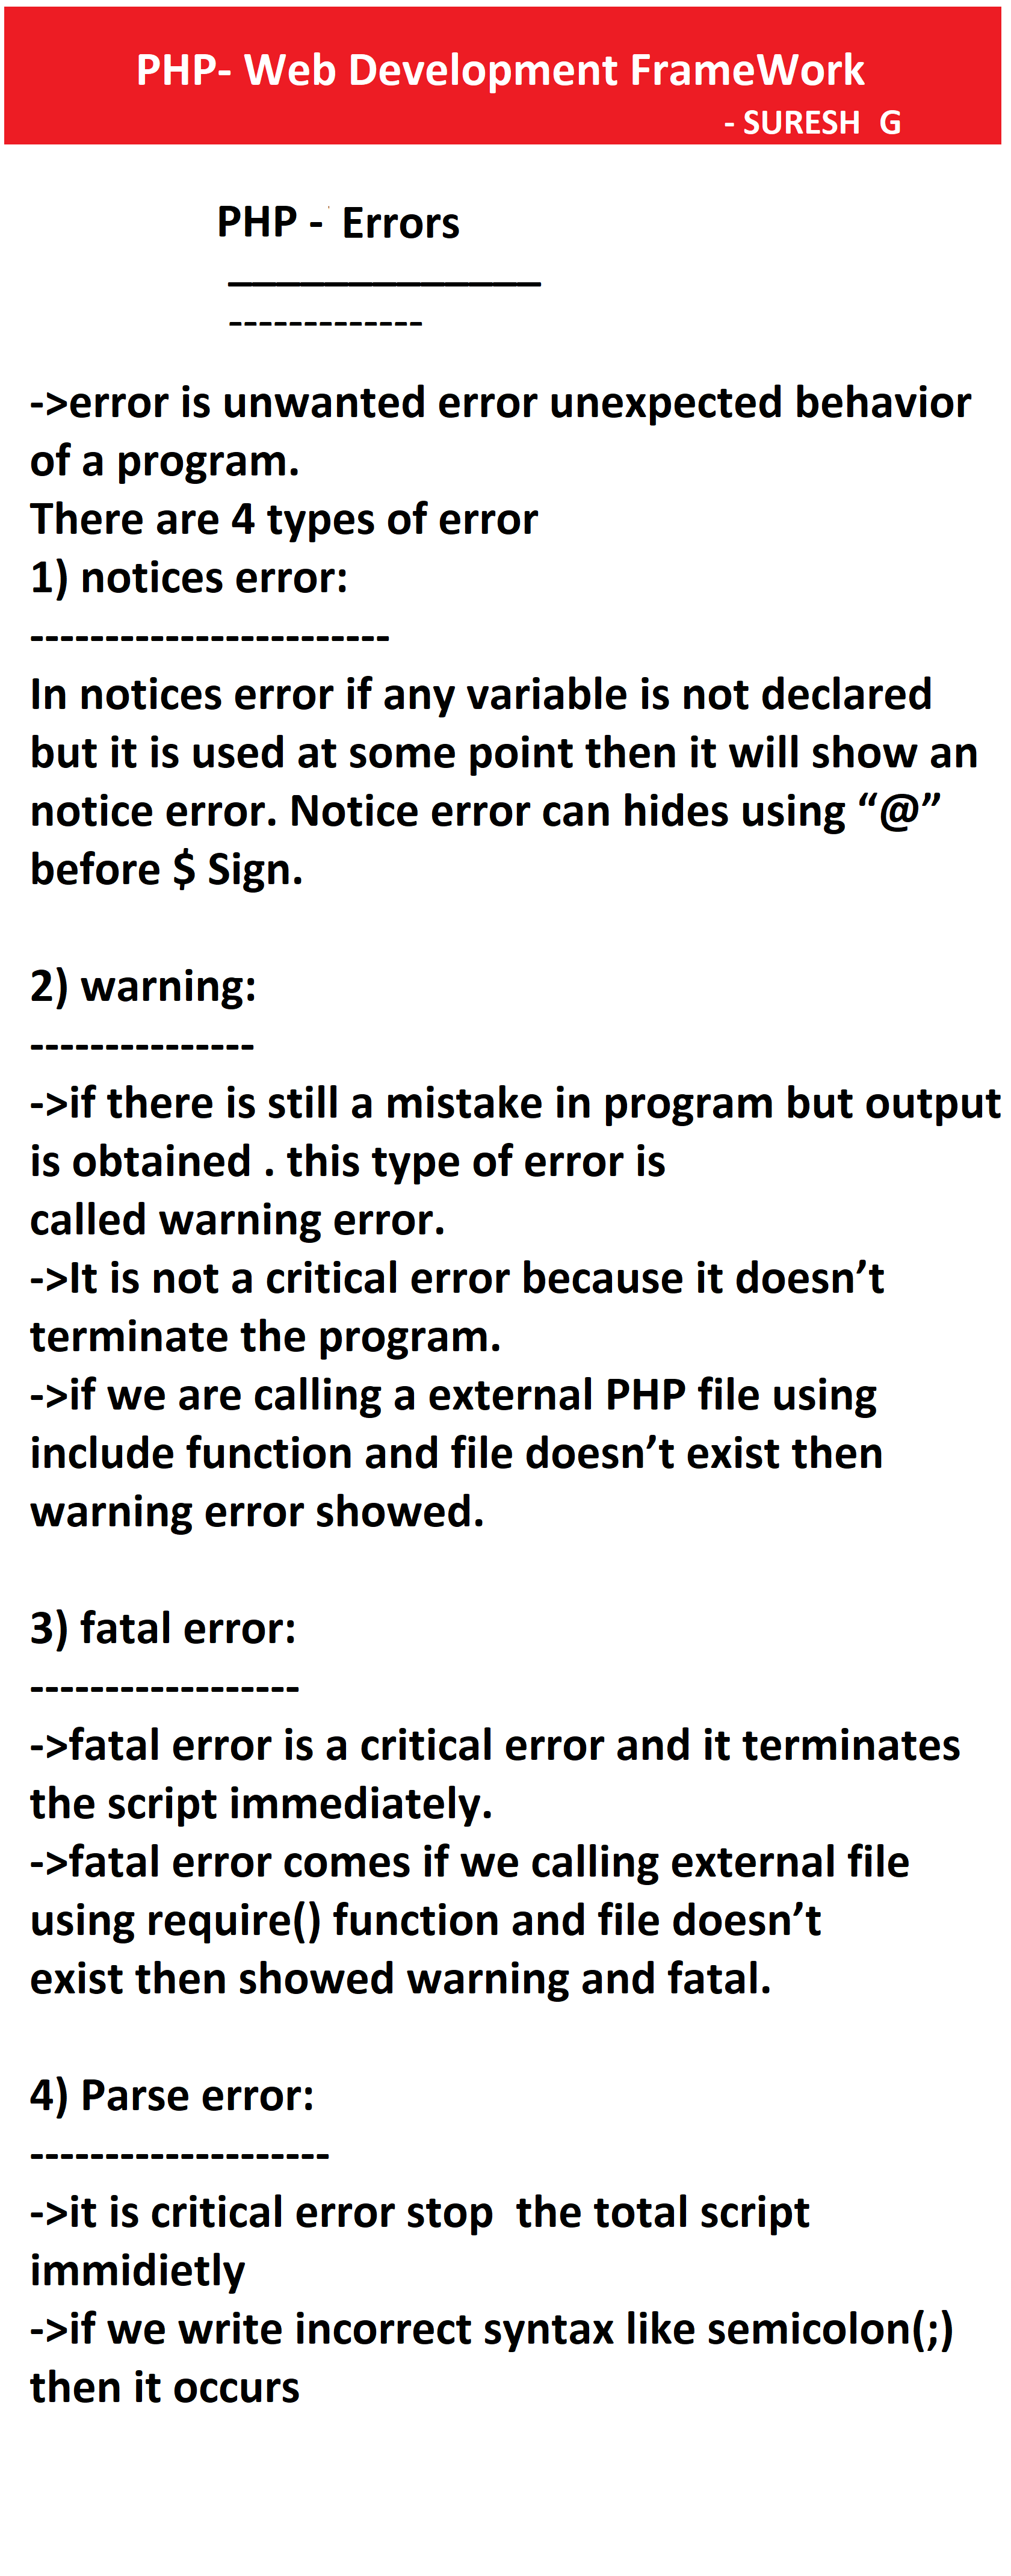 PHP- Web Development FrameWork
- SURESH  G
PHP -  Errors
_____________
-------------
->error is unwanted error unexpected behavior
of a program.
There are 4 types of error
1) notices error:
------------------------
In notices error if any variable is not declared
but it is used at some point then it will show an
notice error. Notice error can hides using “@”
before $ Sign.
2) warning:
---------------
->if there is still a mistake in program but output
is obtained . this type of error is
called warning error.
->It is not a critical error because it doesn’t
terminate the program.
->if we are calling a external PHP file using
include function and file doesn’t exist then
warning error showed.
3) fatal error:
------------------
->fatal error is a critical error and it terminates
the script immediately.
->fatal error comes if we calling external file
using require() function and file doesn’t
exist then showed warning and fatal.
4) Parse error:
--------------------
->it is critical error stop  the total script
immidietly
->if we write incorrect syntax like semicolon(;)
then it occurs